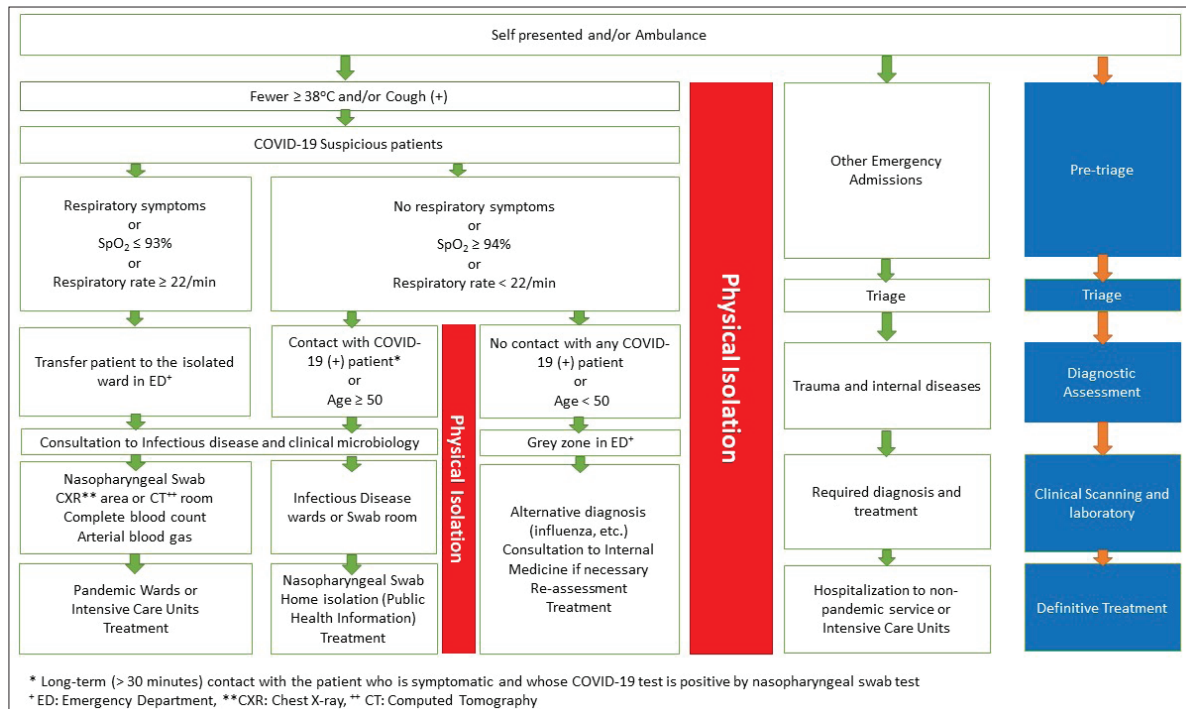 Self presented and/or Ambulance
Fewer ≥ 38°C and/or Cough (+)
COVID-19 Suspicious patients
Respiratory symptoms
or
SpO₂ ≤ 93%
or
Respiratory rate ≥ 22/min
No respiratory symptoms
or
SpO₂ ≥ 94%
or
Respiratory rate < 22/min
Transfer patient to the isolated
ward in ED⁺
Contact with COVID-
19 (+) patient*
or
Age ≥ 50
No contact with any COVID-
19 (+) patient
or
Age < 50
Consultation to Infectious disease and clinical microbiology
Grey zone in ED⁺
Nasopharyngeal Swab
CXR** area or CT⁺⁺ room
Complete blood count
Arterial blood gas
Infectious Disease
wards or Swab room
Alternative diagnosis
(influenza, etc.)
Consultation to Internal
Medicine if necessary
Re-assessment
Treatment
Pandemic Wards or
Intensive Care Units
Treatment
Nasopharyngeal Swab
Home isolation (Public
Health Information)
Treatment
Physical Isolation
Physical Isolation
Other Emergency
Admissions
Triage
Trauma and internal diseases
Required diagnosis and
treatment
Hospitalization to non-
pandemic service or
Intensive Care Units
Pre-triage
Triage
Diagnostic
Assessment
Clinical Scanning and
laboratory
Definitive Treatment
* Long-term (> 30 minutes) contact with the patient who is symptomatic and whose COVID-19 test is positive by nasopharyngeal swab test
⁺ ED: Emergency Department, **CXR: Chest X-ray, ⁺⁺ CT: Computed Tomography